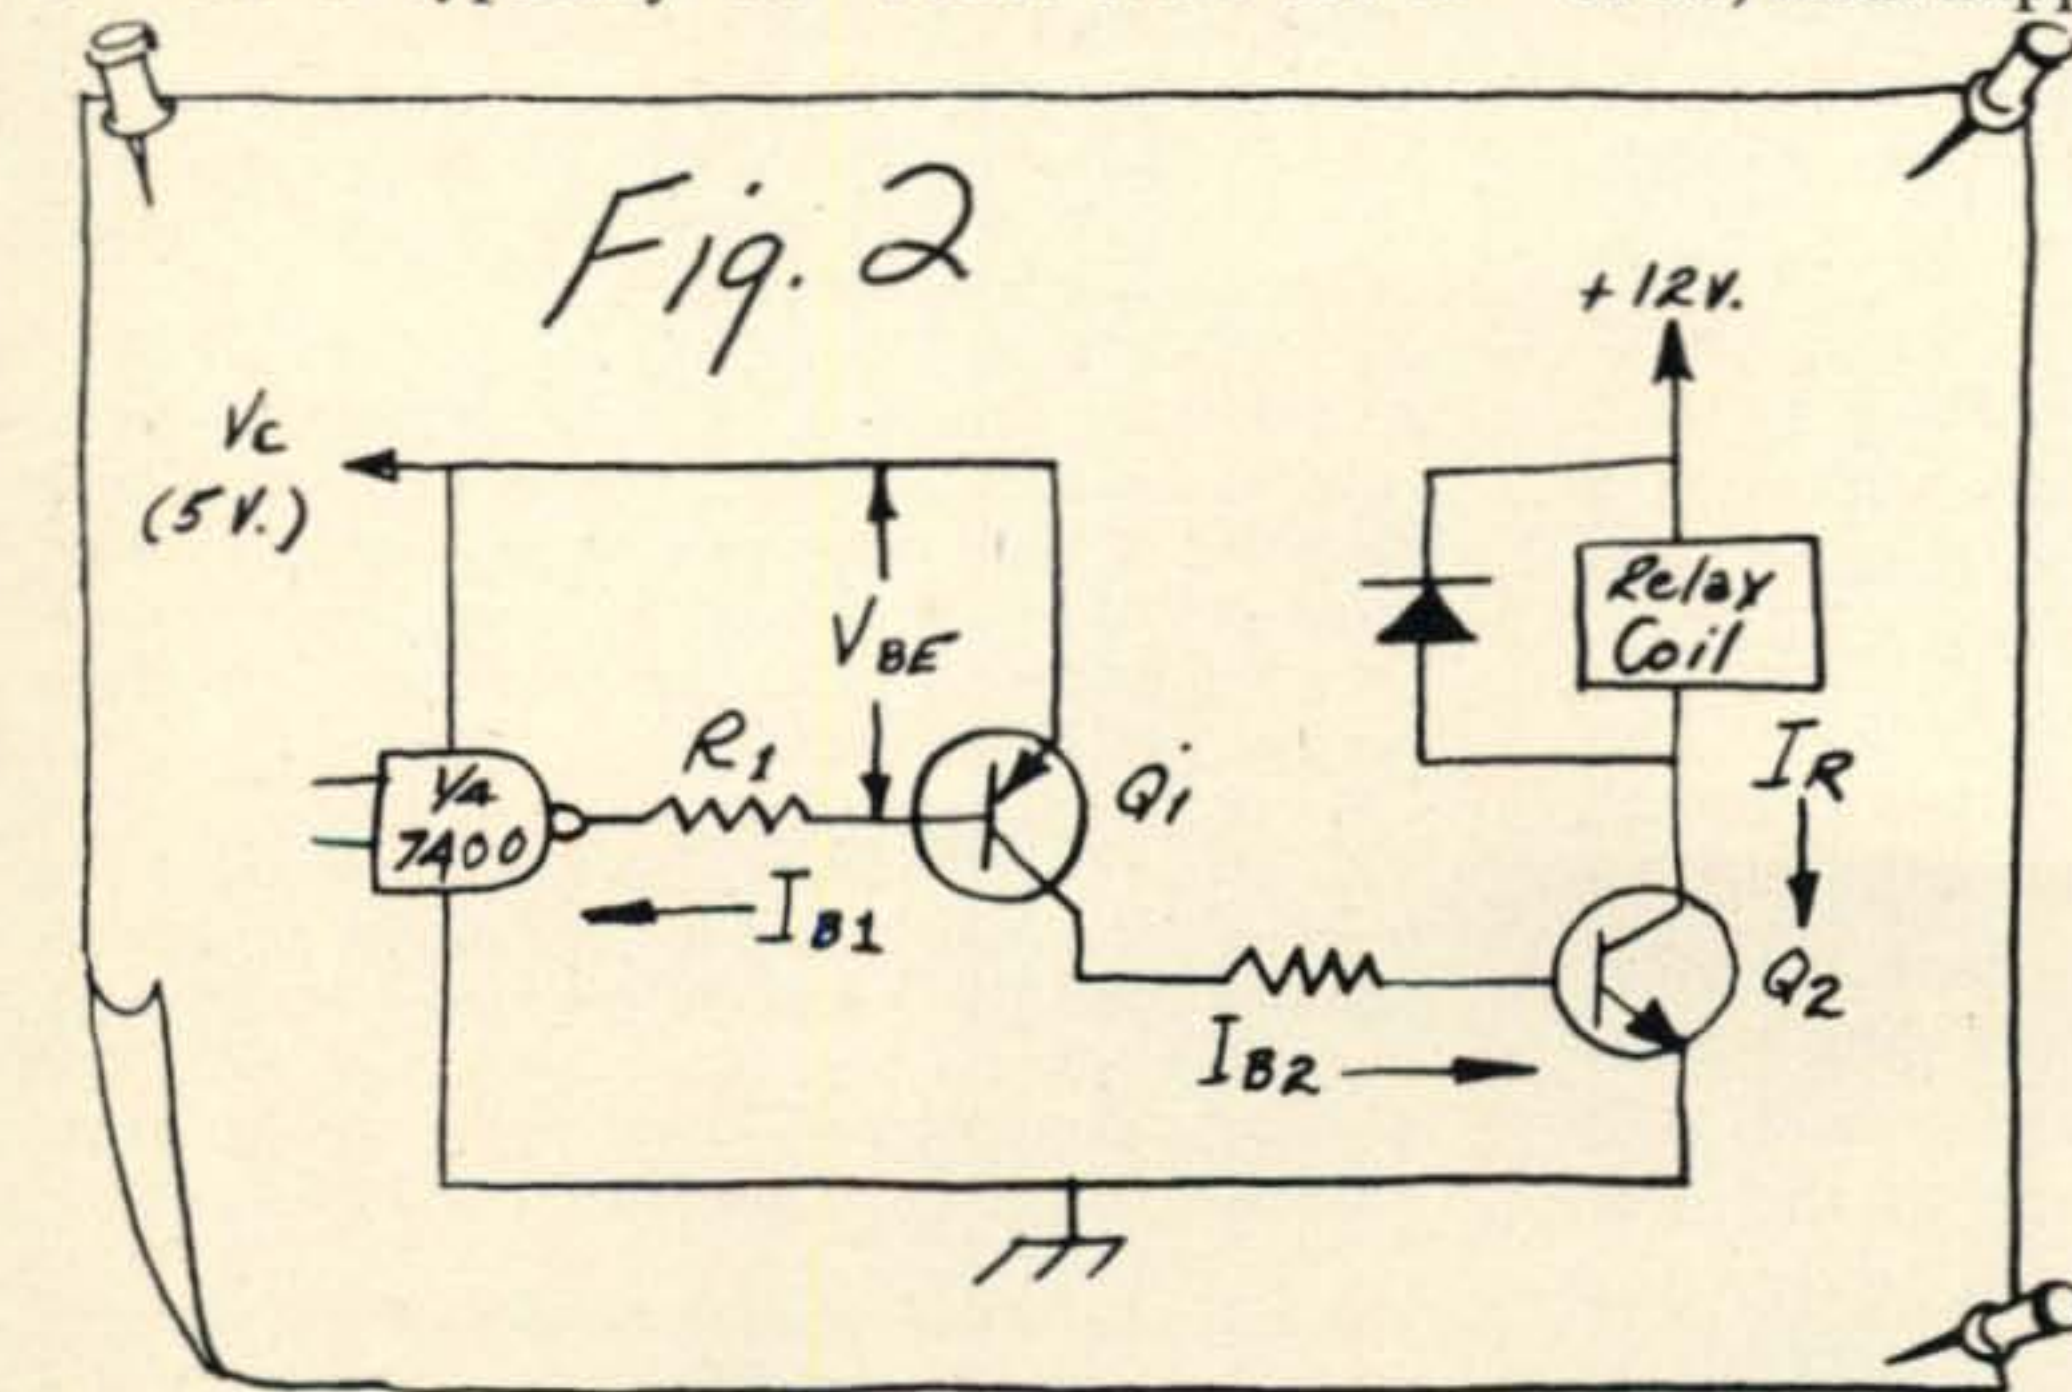 Fig. 2
+12V.
Vc
(5V.)
Relay
Coil
VBE
R1
IR
1/4
7400
Q1
IB1
Q2
IB2